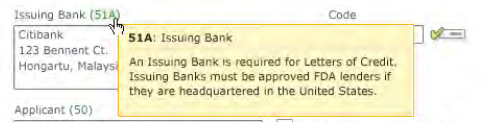 Issuing Bank (51A)
Code
Citibank
123 Bennent Ct.
Hongartu, Malaysi
51A: Issuing Bank
An Issuing Bank is required for Letters of Credit.
Issuing Banks must be approved FDA lenders if
they are headquartered in the United States.
Applicant (50)